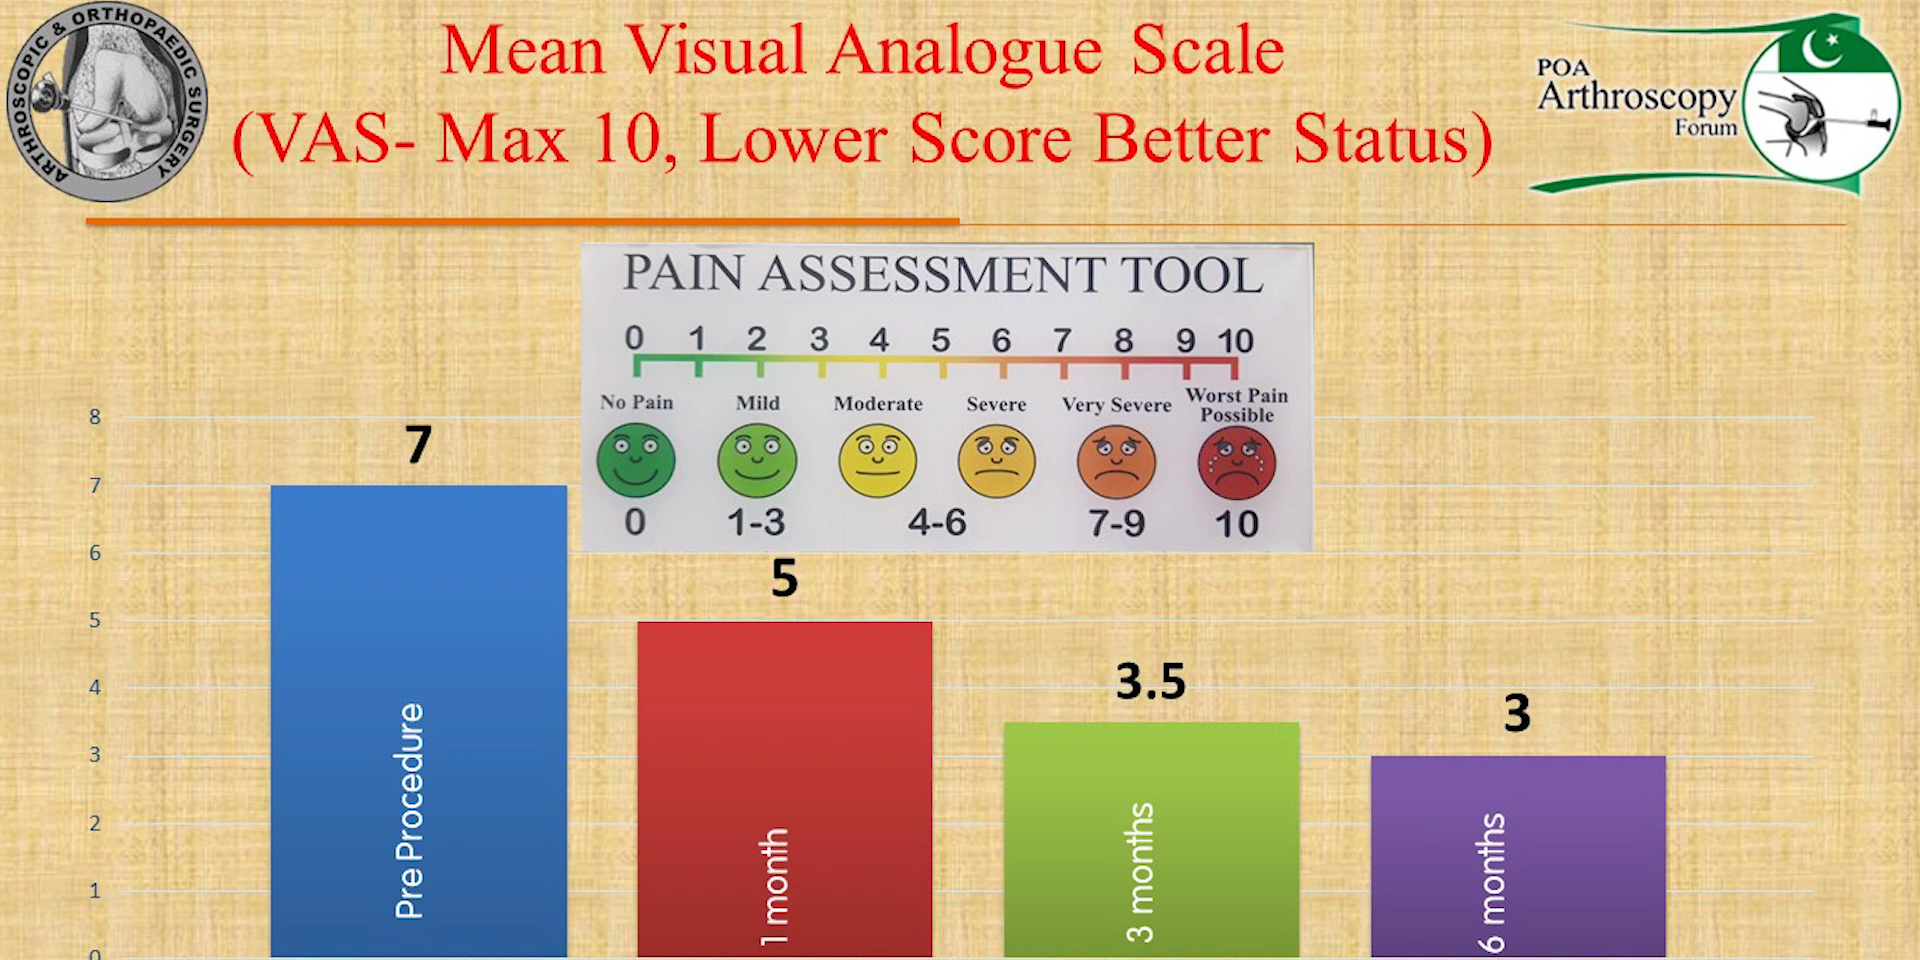 ARTHROSCOPIC & ORTHOPAEDIC SURGERY
Mean Visual Analogue Scale
(VAS- Max 10, Lower Score Better Status)
POA
Arthroscopy
Forum
PAIN ASSESSMENT TOOL
0 1 2 3 4 5 6 7 8 9 10
No Pain Mild Moderate Severe Very Severe Worst Pain Possible
0 1-3 4-6 7-9 10
8
7
6
5
4
3
2
1
0
7
5
3.5
3
Pre Procedure
1 month
3 months
6 months